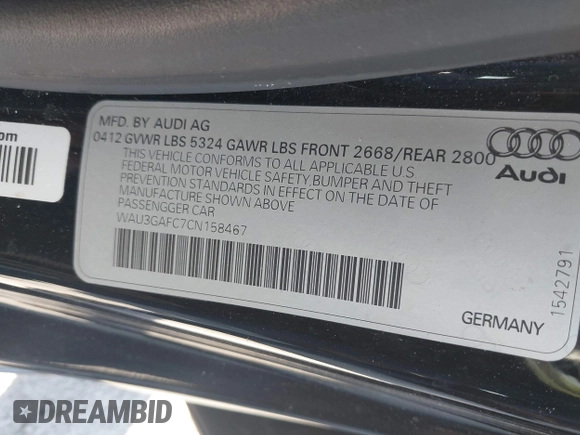 MFD. BY AUDI AG
0412 GVWR LBS 5324 GAWR LBS FRONT 2668/REAR 2800
THIS VEHICLE CONFORMS TO ALL APPLICABLE U.S
FEDERAL MOTOR VEHICLE SAFETY,BUMPER AND THEFT
PREVENTION STANDARDS IN EFFECT ON THE DATE OF
MANUFACTURE SHOWN ABOVE
PASSENGGER CAR
WAU3GAFC7CN158467
Audi
1542791
GERMANY
com
DREAMBID